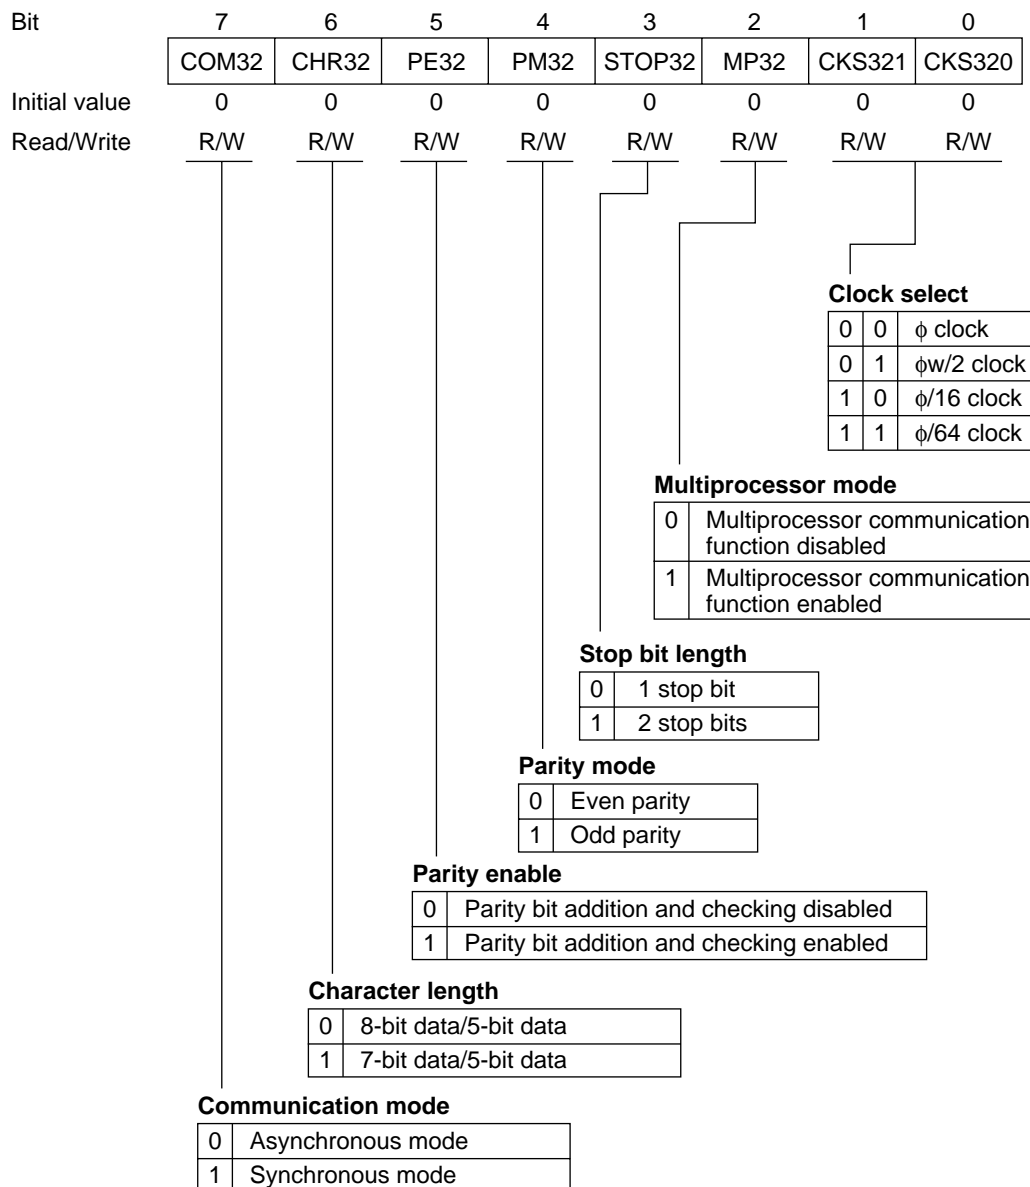 Bit 7 6 5 4 3 2 1 0
COM32 CHR32 PE32 PM32 STOP32 MP32 CKS321 CKS320
Initial value 0 0 0 0 0 0 0 0
Read/Write R/W R/W R/W R/W R/W R/W R/W R/W
Clock select
0 0 ϕ clock
0 1 ϕw/2 clock
1 0 ϕ/16 clock
1 1 ϕ/64 clock
Multiprocessor mode
0 Multiprocessor communication
function disabled
1 Multiprocessor communication
function enabled
Stop bit length
0 1 stop bit
1 2 stop bits
Parity mode
0 Even parity
1 Odd parity
Parity enable
0 Parity bit addition and checking disabled
1 Parity bit addition and checking enabled
Character length
0 8-bit data/5-bit data
1 7-bit data/5-bit data
Communication mode
0 Asynchronous mode
1 Synchronous mode